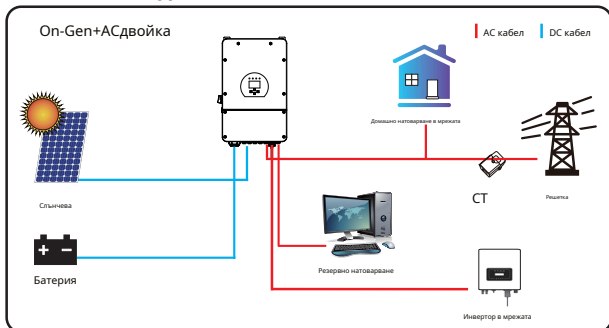 On-Gen+ACдвойка
AC кабел
DC кабел
Домашно натоварване в мрежата
Слънчева
CT
Решетка
Батерия
Резервно натоварване
Инвертор в мрежата